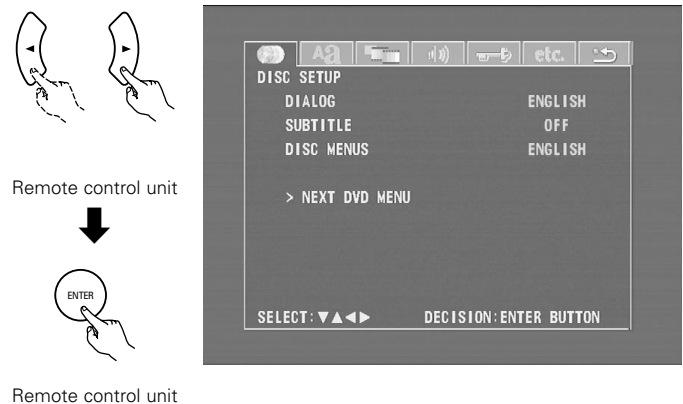 Remote control unit
ENTER
Remote control unit
Aa etc.
DISC SETUP
DIALOG ENGLISH
SUBTITLE OFF
DISC MENUS ENGLISH
> NEXT DVD MENU
SELECT:▼▲◀▶ DECISION:ENTER BUTTON